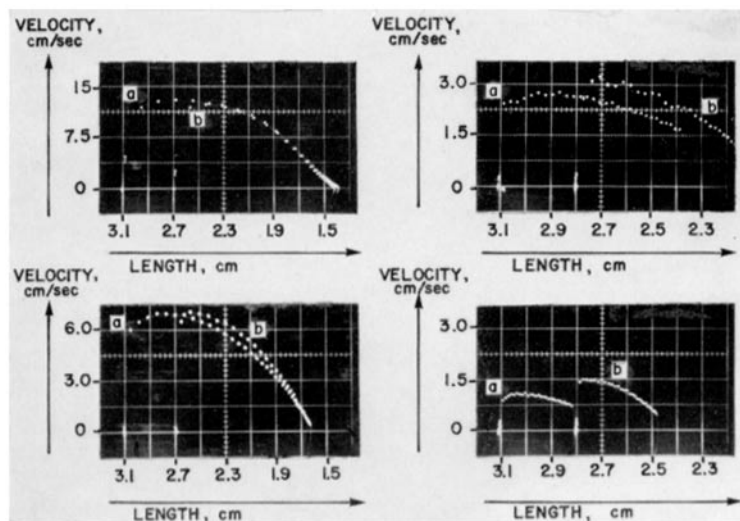 VELOCITY,
cm/sec
15
7.5
0
a
b
3.1 2.7 2.3 1.9 1.5
LENGTH, cm
VELOCITY,
cm/sec
3.0
1.5
0
a
b
3.1 2.9 2.7 2.5 2.3
LENGTH, cm
VELOCITY,
cm/sec
6.0
3.0
0
a
b
3.1 2.7 2.3 1.9 1.5
LENGTH, cm
VELOCITY,
cm/sec
3.0
1.5
0
a
b
3.1 2.9 2.7 2.5 2.3
LENGTH, cm